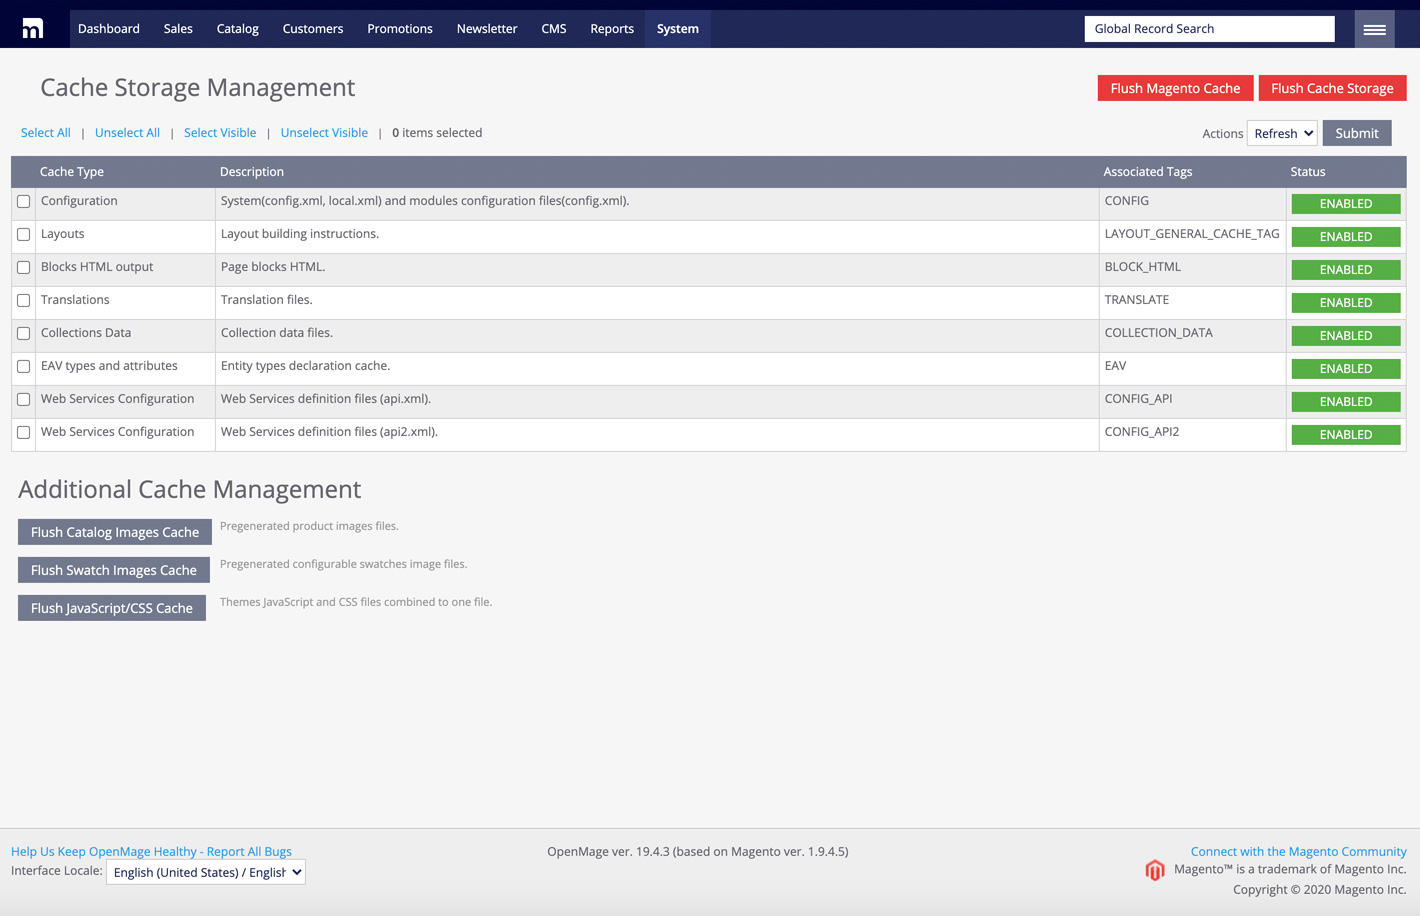 m Dashboard Sales Catalog Customers Promotions Newsletter CMS Reports System Global Record Search
Cache Storage Management Flush Magento Cache Flush Cache Storage
Select All | Unselect All | Select Visible | Unselect Visible | 0 items selected Actions Refresh Submit
Cache Type Description Associated Tags Status
Configuration System(config.xml, local.xml) and modules configuration files(config.xml). CONFIG ENABLED
Layouts Layout building instructions. LAYOUT_GENERAL_CACHE_TAG ENABLED
Blocks HTML output Page blocks HTML. BLOCK_HTML ENABLED
Translations Translation files. TRANSLATE ENABLED
Collections Data Collection data files. COLLECTION_DATA ENABLED
EAV types and attributes Entity types declaration cache. EAV ENABLED
Web Services Configuration Web Services definition files (api.xml). CONFIG_API ENABLED
Web Services Configuration Web Services definition files (api2.xml). CONFIG_API2 ENABLED
Additional Cache Management
Flush Catalog Images Cache Pregenerated product images files.
Flush Swatch Images Cache Pregenerated configurable swatches image files.
Flush JavaScript/CSS Cache Themes JavaScript and CSS files combined to one file.
Help Us Keep OpenMage Healthy - Report All Bugs OpenMage ver. 19.4.3 (based on Magento ver. 1.9.4.5) Connect with the Magento Community
Interface Locale: English (United States) / English Magento™ is a trademark of Magento Inc.
Copyright © 2020 Magento Inc.